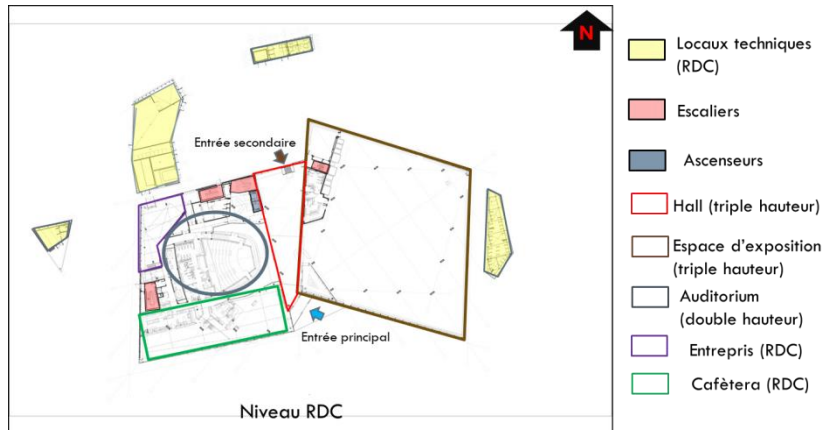 N
Entrée secondaire
Entrée principal
Niveau RDC
Locaux techniques
(RDC)
Escaliers
Ascenseurs
Hall (triple hauteur)
Espace d'exposition
(triple hauteur)
Auditorium
(double hauteur)
Entrepris (RDC)
Cafètera (RDC)